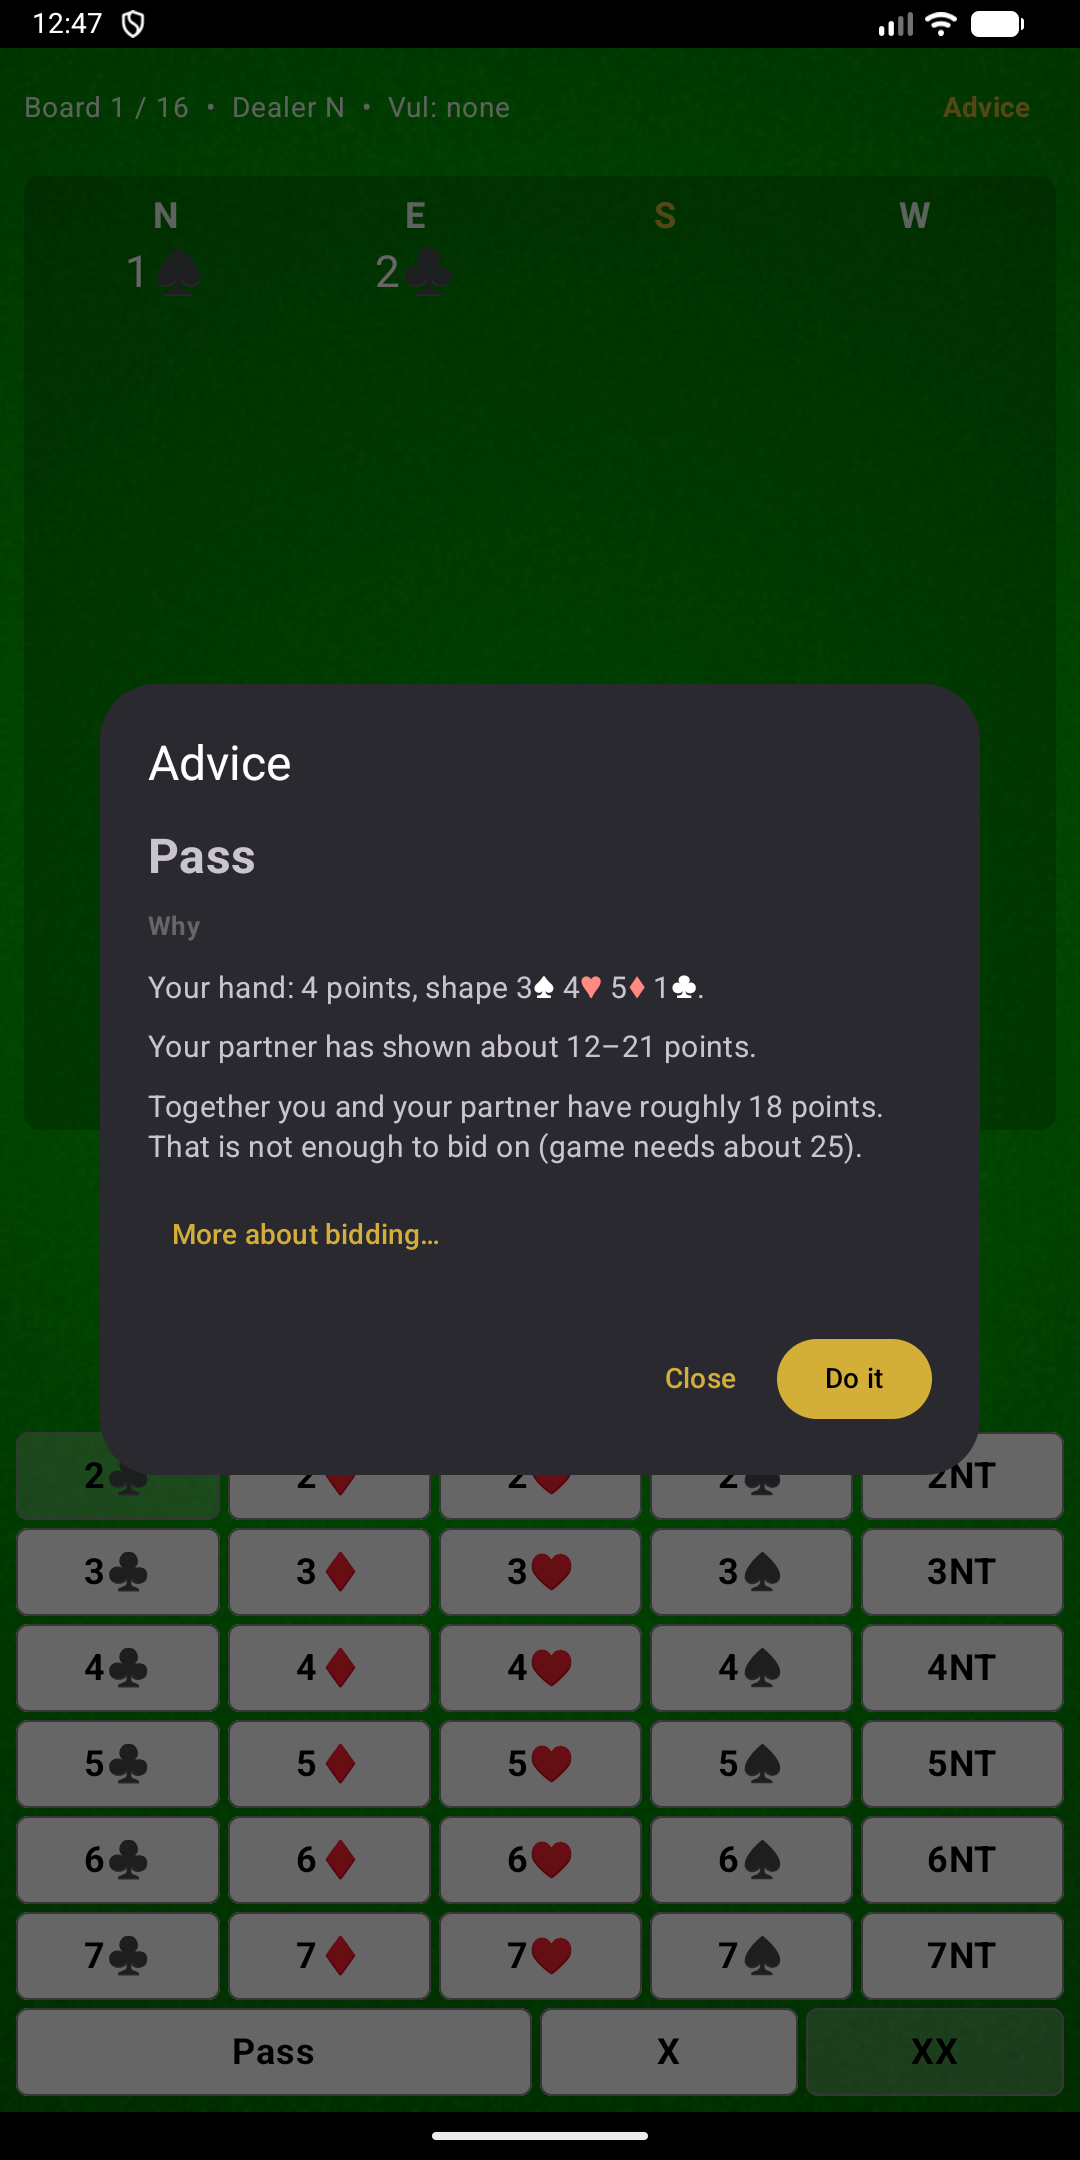 12:47
Board 1 / 16 • Dealer N • Vul: none Advice
N E S W
1♠ 2♣
Advice
Pass
Why
Your hand: 4 points, shape 3♠ 4♥ 5♦ 1♣.
Your partner has shown about 12–21 points.
Together you and your partner have roughly 18 points.
That is not enough to bid on (game needs about 25).
More about bidding…
Close Do it
2♣ 2♦ 2♥ 2♠ 2NT
3♣ 3♦ 3♥ 3♠ 3NT
4♣ 4♦ 4♥ 4♠ 4NT
5♣ 5♦ 5♥ 5♠ 5NT
6♣ 6♦ 6♥ 6♠ 6NT
7♣ 7♦ 7♥ 7♠ 7NT
Pass X XX